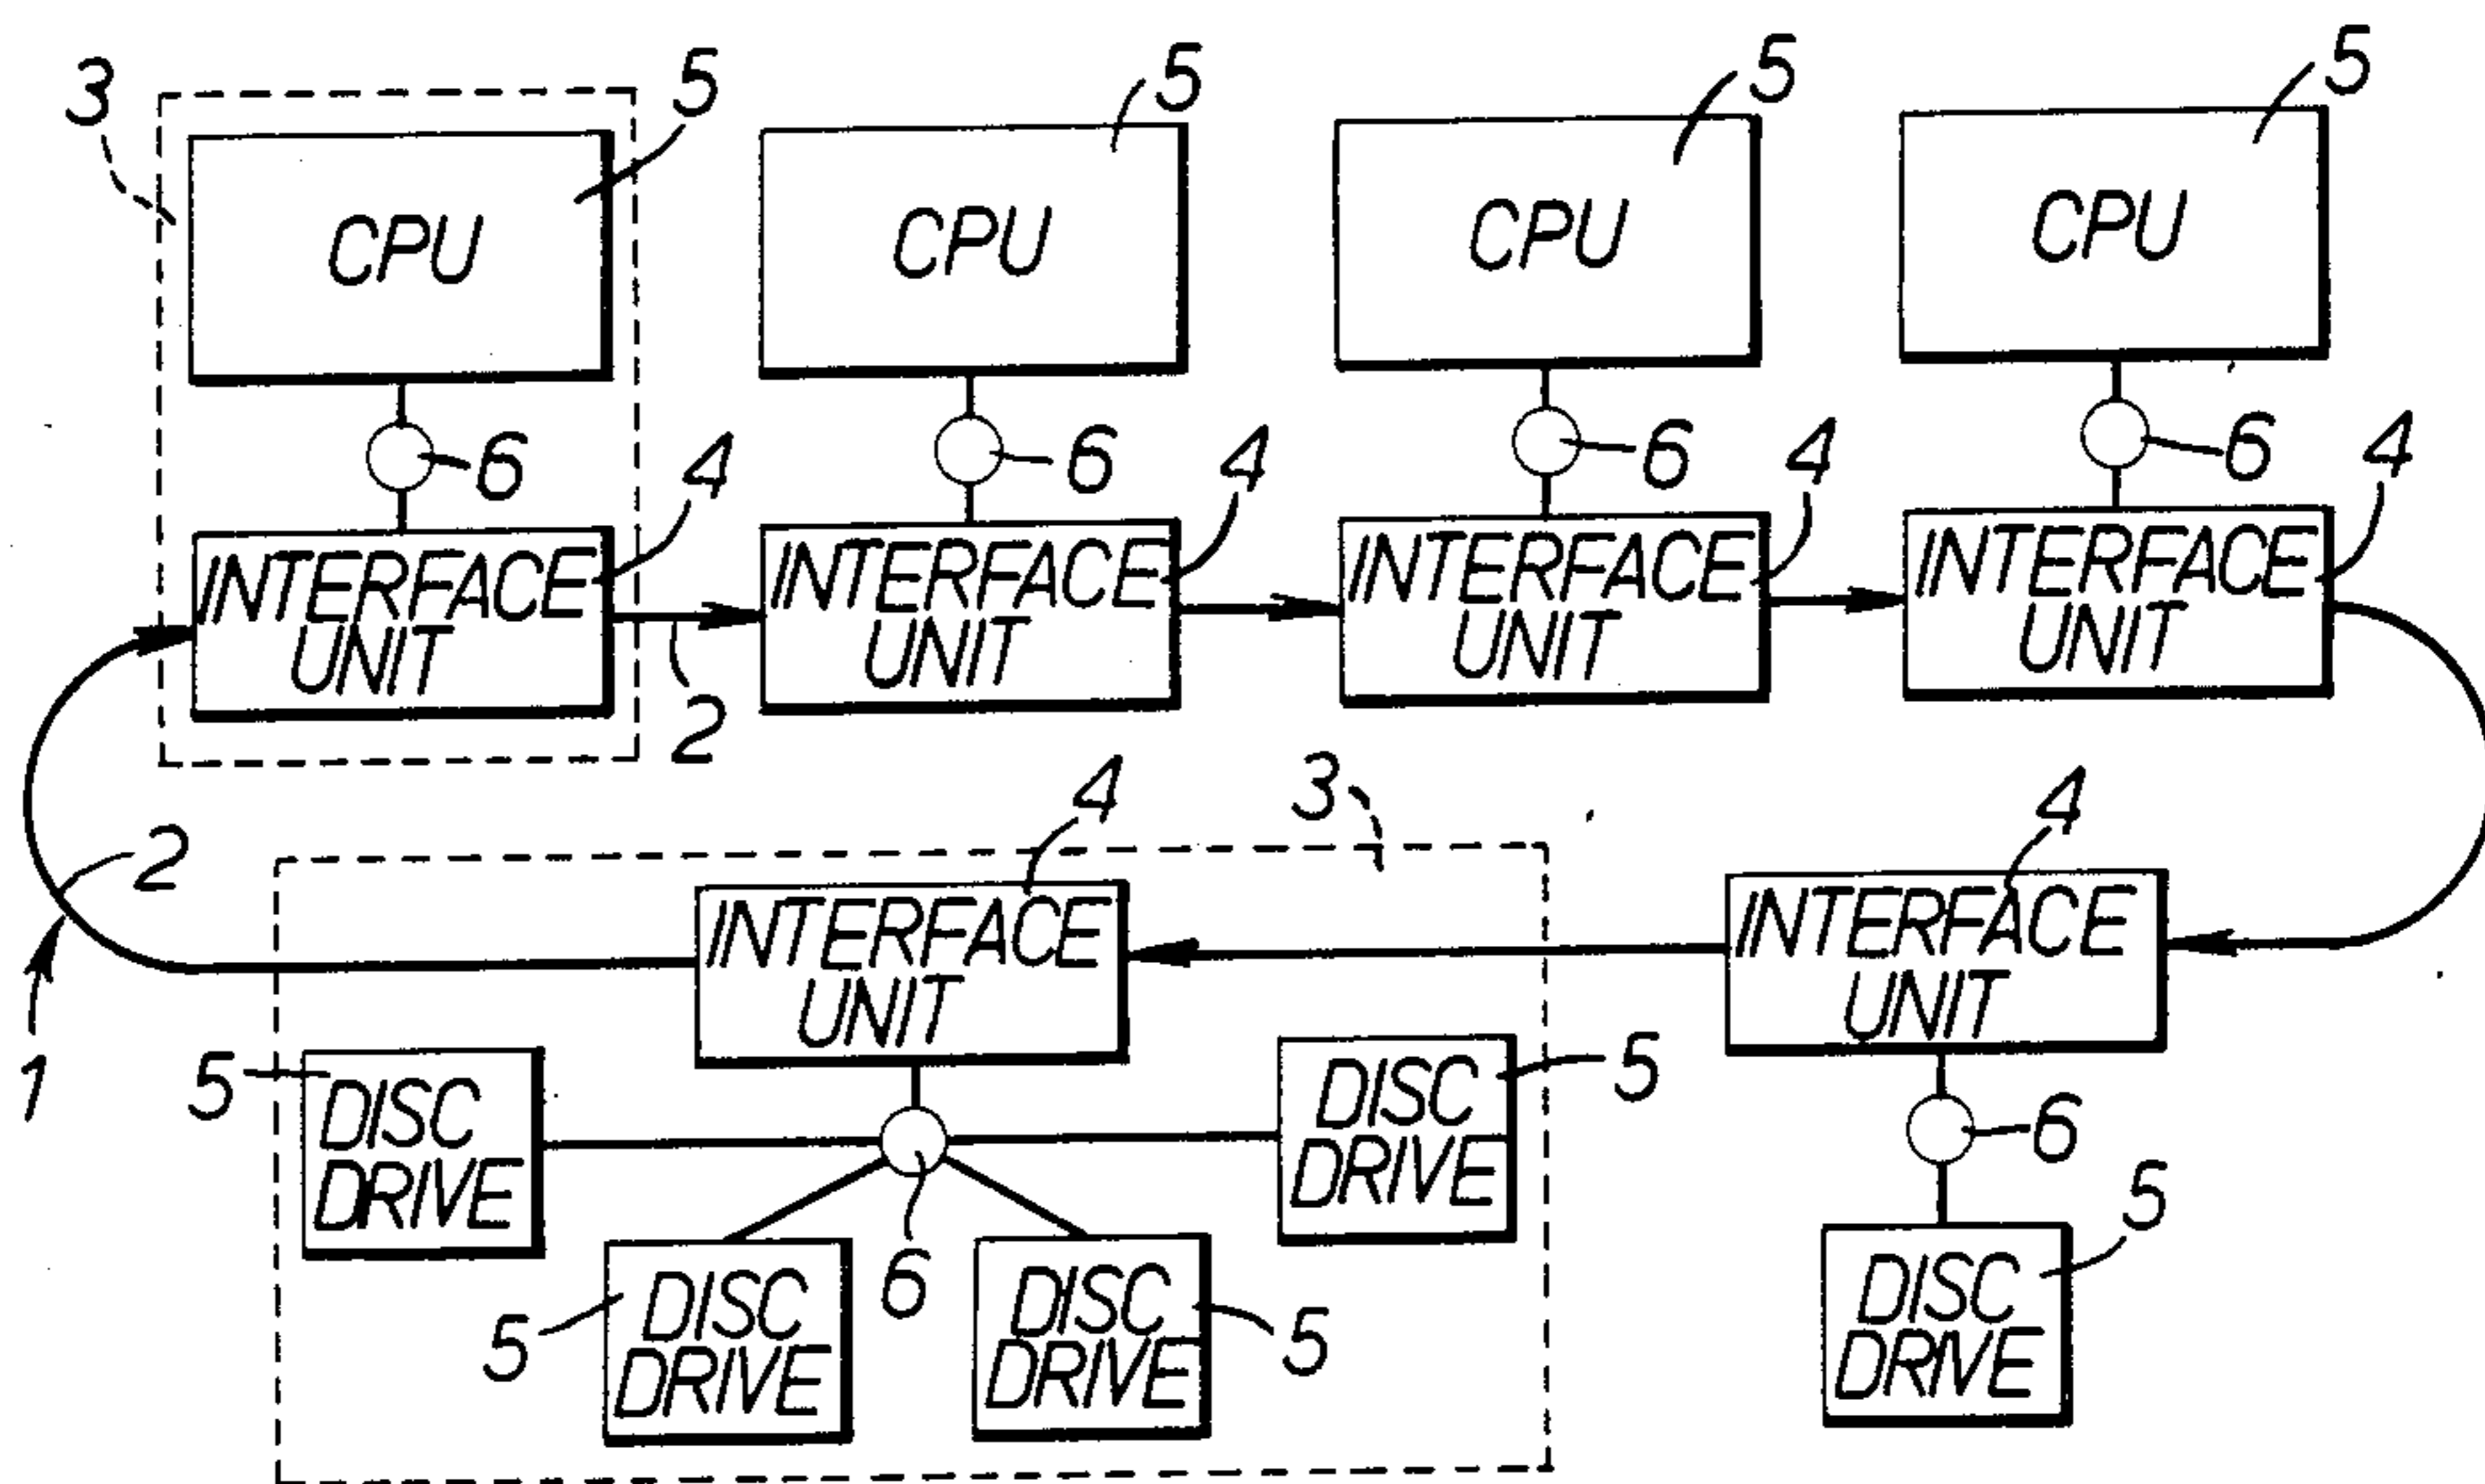 3
5
5
5
5
CPU
CPU
CPU
CPU
6
6
6
6
4
4
4
4
INTERFACE
UNIT
INTERFACE
UNIT
INTERFACE
UNIT
INTERFACE
UNIT
2
2
3
4
4
INTERFACE
UNIT
INTERFACE
UNIT
1
5
DISC
DRIVE
DISC
DRIVE
5
6
6
5
5
DISC
DRIVE
DISC
DRIVE
5
DISC
DRIVE